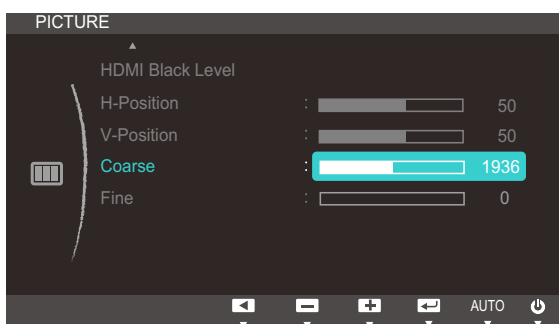 PICTURE
HDMI Black Level
H-Position : 50
V-Position : 50
Coarse : 1936
Fine : 0
AUTO